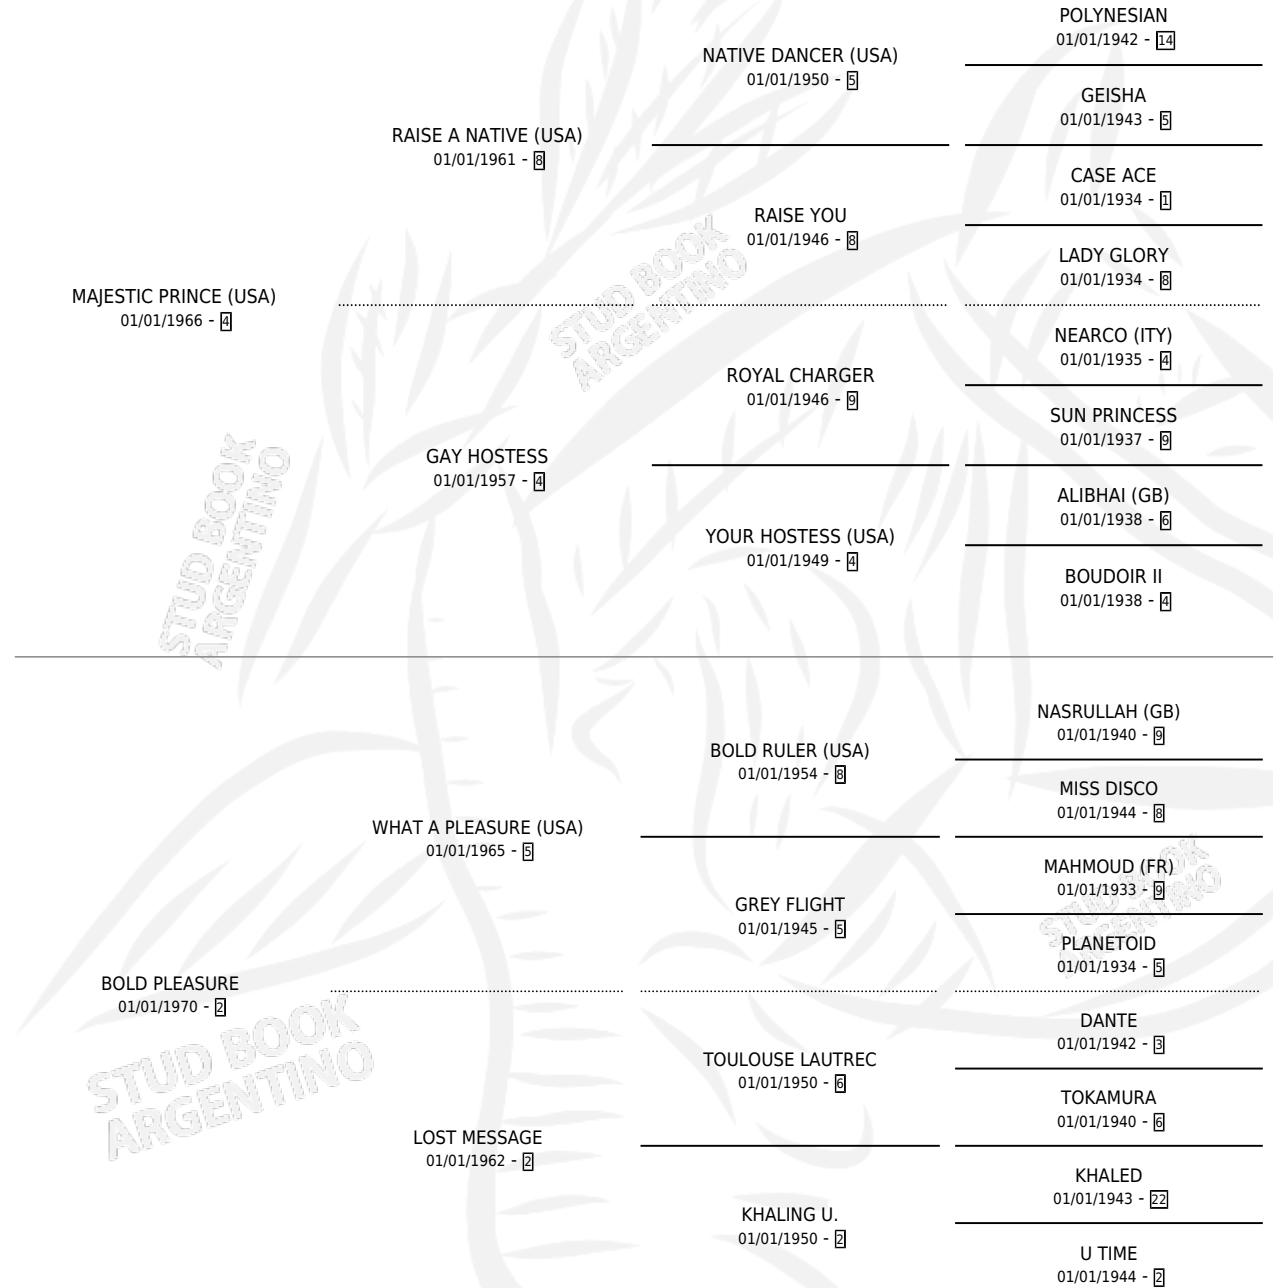 POLYNESIAN
01/01/1942 - 14
NATIVE DANCER (USA)
01/01/1950 - 5
GEISHA
01/01/1943 - 5
RAISE A NATIVE (USA)
01/01/1961 - 8
CASE ACE
01/01/1934 - 1
RAISE YOU
01/01/1946 - 8
LADY GLORY
01/01/1934 - 8
MAJESTIC PRINCE (USA)
01/01/1966 - 4
NEARCO (ITY)
01/01/1935 - 4
ROYAL CHARGER
01/01/1946 - 9
SUN PRINCESS
01/01/1937 - 9
GAY HOSTESS
01/01/1957 - 4
ALIBHAI (GB)
01/01/1938 - 6
YOUR HOSTESS (USA)
01/01/1949 - 4
BOUDOIR II
01/01/1938 - 4
NASRULLAH (GB)
01/01/1940 - 9
BOLD RULER (USA)
01/01/1954 - 8
MISS DISCO
01/01/1944 - 8
WHAT A PLEASURE (USA)
01/01/1965 - 5
MAHMOUD (FR)
01/01/1933 - 9
GREY FLIGHT
01/01/1945 - 5
PLANETOID
01/01/1934 - 5
BOLD PLEASURE
01/01/1970 - 2
DANTE
01/01/1942 - 3
TOULOUSE LAUTREC
01/01/1950 - 6
TOKAMURA
01/01/1940 - 6
LOST MESSAGE
01/01/1962 - 2
KHALED
01/01/1943 - 22
KHALING U.
01/01/1950 - 2
U TIME
01/01/1944 - 2
STUD BOOK
ARGENTINO
STUD BOOK
ARGENTINO
STUD BOOK
ARGENTINO
STUD BOOK
ARGENTINO